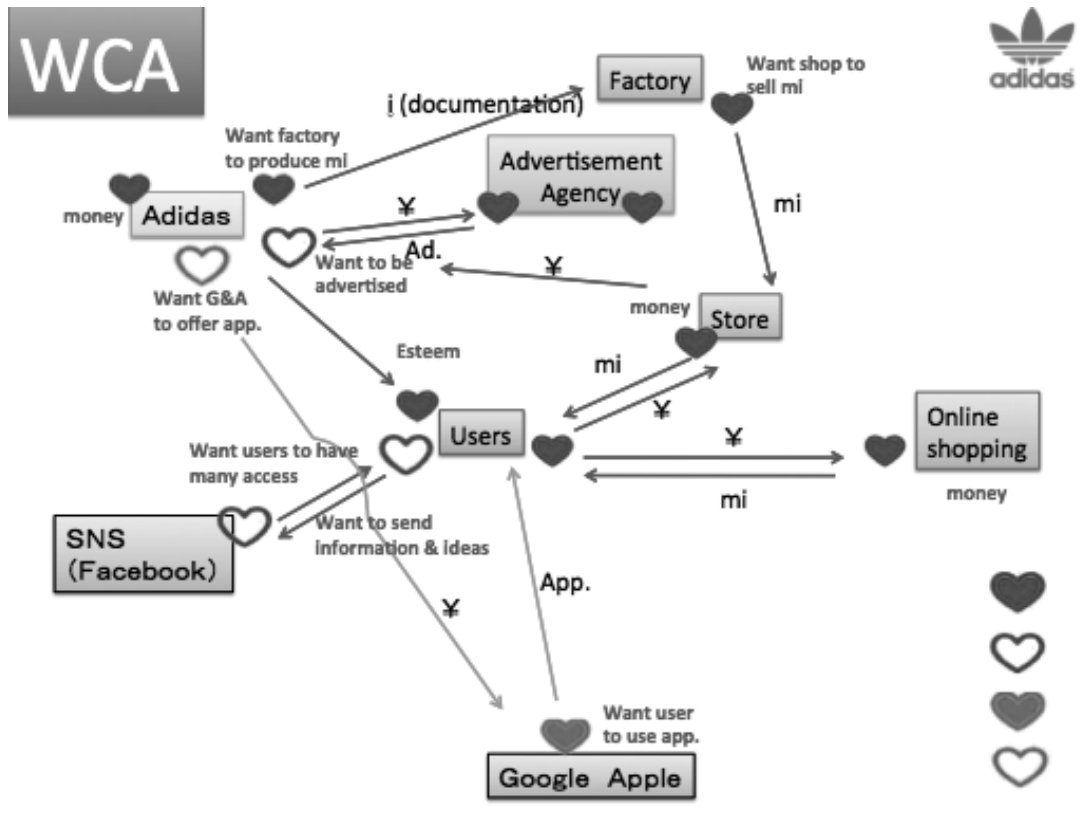 WCA
adidas
Factory
Want shop to
sell mi
i (documentation)
Want factory
to produce mi
Advertisement
Agency
money
Adidas
¥
mi
Ad.
Want to be
advertised
¥
Want G&A
to offer app.
money
Store
Esteem
mi
¥
Users
Online
shopping
¥
Want users to have
many access
mi
money
Want to send
information & ideas
SNS
(Facebook)
App.
¥
Want user
to use app.
Google Apple